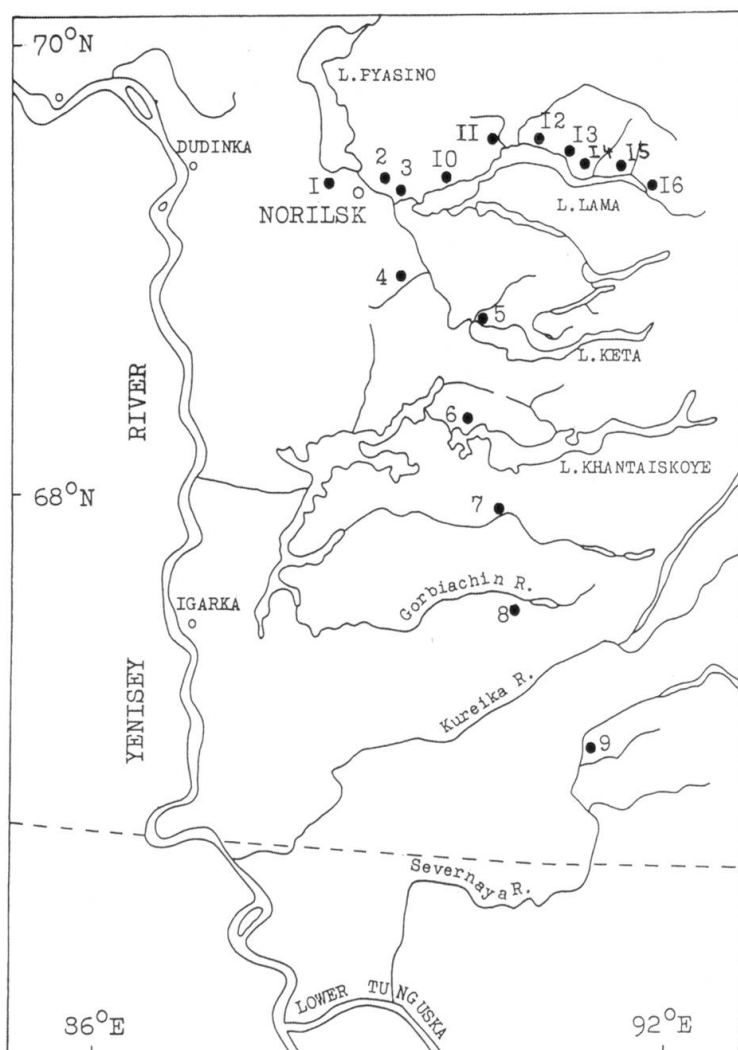 70°N
L.PYASINO
DUDINKA
I
2
3
IO
II
I2
I3
I4
I5
I6
NORILSK
L.LAMA
4
5
L.KETA
RIVER
6
L.KHANTAISKOYE
68°N
7
IGARKA
Gorbiachin R.
8
YENISEY
Kureika R.
9
Severnaya R.
LOWER TUNGUSKA
86°E
92°E